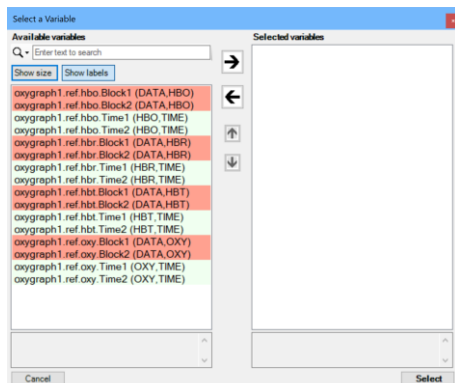 Select a Variable
Available variables
Selected variables
Enter text to search
Show size
Show labels
oxygraph1.ref.hbo.Block1 (DATA,HBO)
oxygraph1.ref.hbo.Block2 (DATA,HBO)
oxygraph1.ref.hbo.Time1 (HBO,TIME)
oxygraph1.ref.hbo.Time2 (HBO,TIME)
oxygraph1.ref.hbr.Block1 (DATA,HBR)
oxygraph1.ref.hbr.Block2 (DATA,HBR)
oxygraph1.ref.hbr.Time1 (HBR,TIME)
oxygraph1.ref.hbr.Time2 (HBR,TIME)
oxygraph1.ref.hbt.Block1 (DATA,HBT)
oxygraph1.ref.hbt.Block2 (DATA,HBT)
oxygraph1.ref.hbt.Time1 (HBT,TIME)
oxygraph1.ref.hbt.Time2 (HBT,TIME)
oxygraph1.ref.oxy.Block1 (DATA,OXY)
oxygraph1.ref.oxy.Block2 (DATA,OXY)
oxygraph1.ref.oxy.Time1 (OXY,TIME)
oxygraph1.ref.oxy.Time2 (OXY,TIME)
Cancel
Select